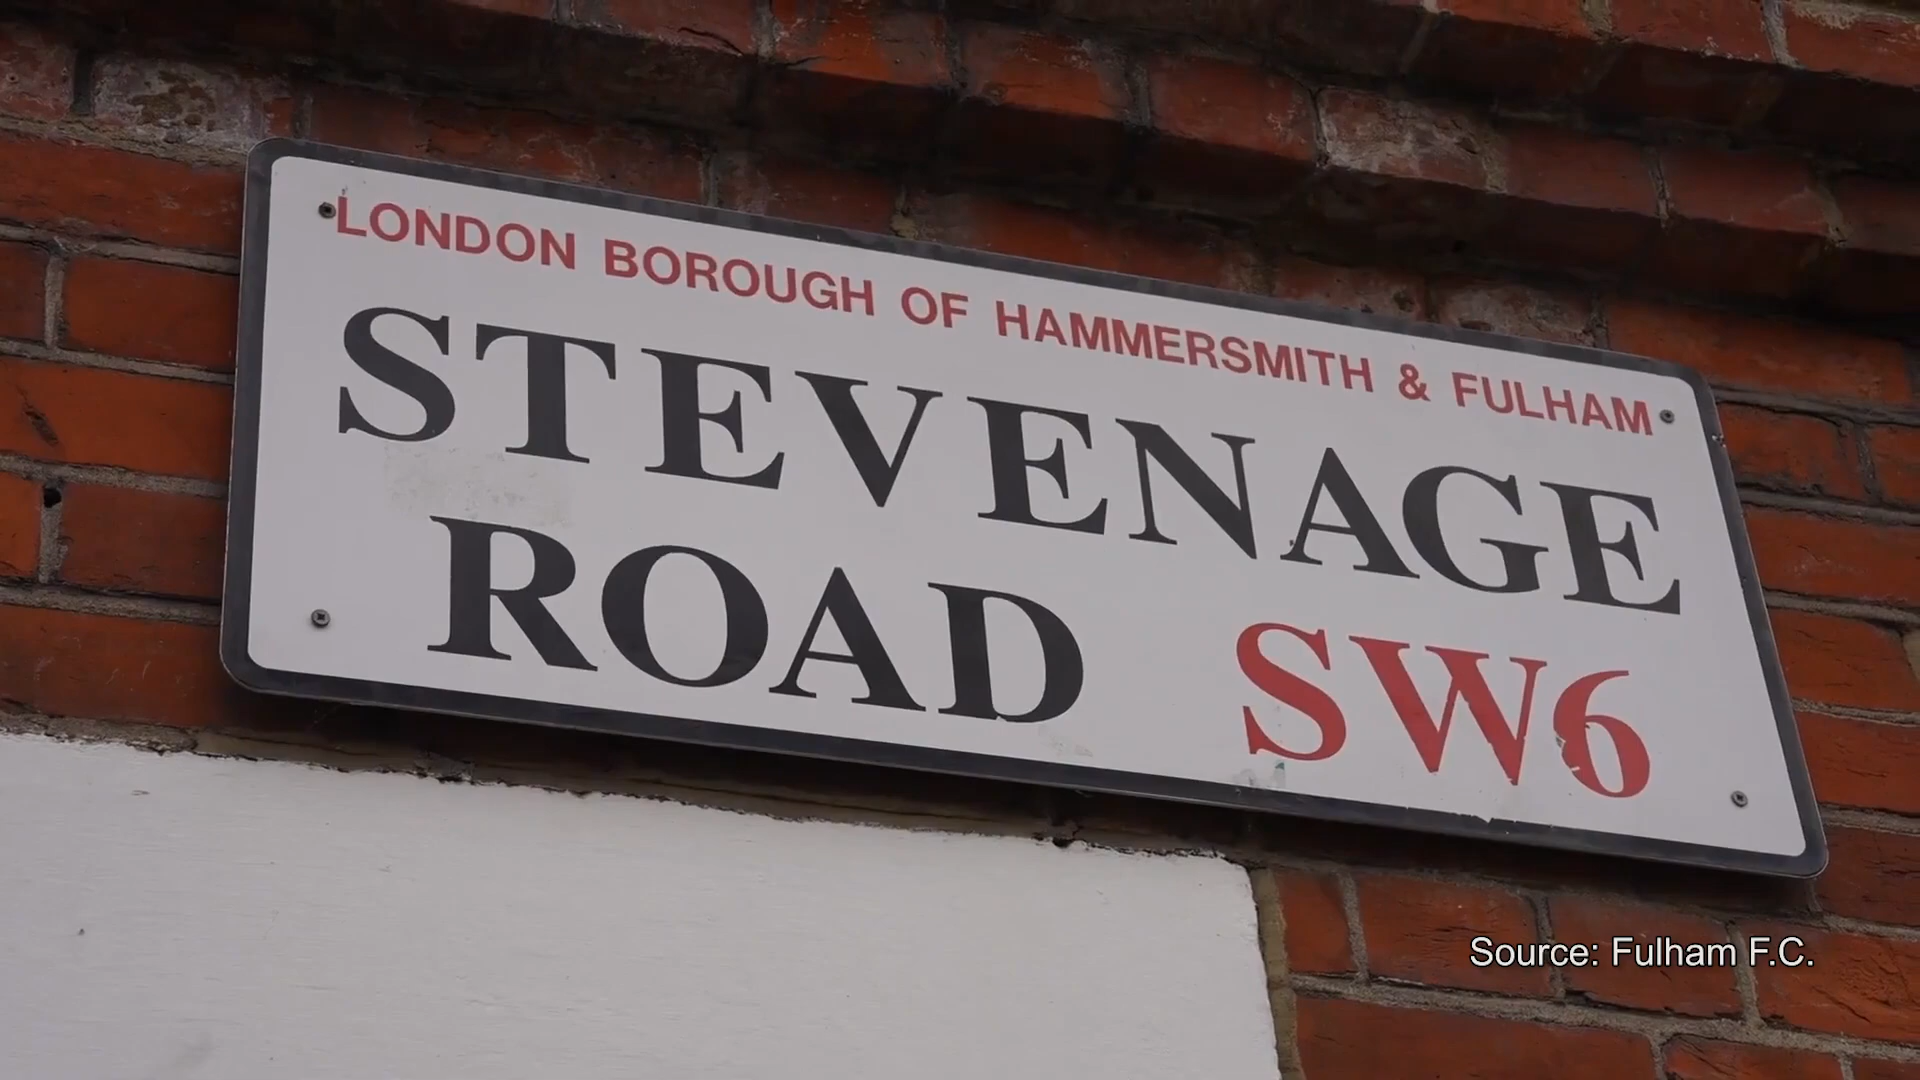 LONDON BOROUGH OF HAMMERSMITH & FULHAM
STEVENAGE
ROAD SW6
Source: Fulham F.C.